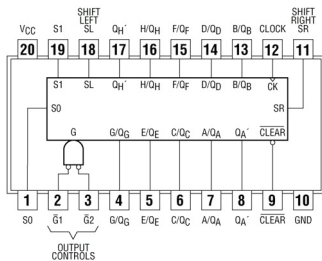 SHIFT LEFT
SHIFT RIGHT
VCC S1 SL QH′ H/QH F/QF D/QD B/QB CLOCK SR
20 19 18 17 16 15 14 13 12 11
S1 SL QH′ H/QH F/QF D/QD B/QB CK
S0 SR
G
G/QG E/QE C/QC A/QA QA′ CLEAR
1 2 3 4 5 6 7 8 9 10
S0 G̅1 G̅2 G/QG E/QE C/QC A/QA QA′ C̅L̅E̅A̅R̅ GND
OUTPUT
CONTROLS